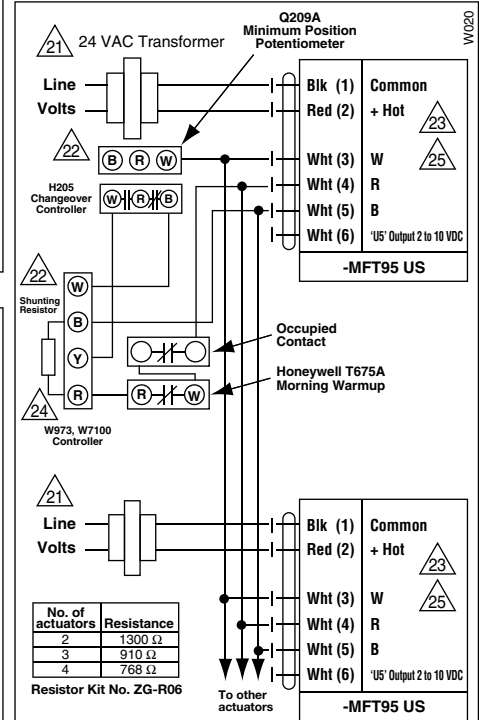 W020
Q209A
Minimum Position
Potentiometer
21
24 VAC Transformer
Line
Volts
Blk (1) Common
Red (2) + Hot
23
22
B R W
Wht (3) W
25
H205
Changeover
Controller
W R B
Wht (4) R
Wht (5) B
Wht (6) 'U5' Output 2 to 10 VDC
-MFT95 US
22
Shunting
Resistor
W
B
Y
R
24
W973, W7100
Controller
Occupied
Contact
Honeywell T675A
Morning Warmup
R W
21
Line
Volts
Blk (1) Common
Red (2) + Hot
23
Wht (3) W
25
Wht (4) R
Wht (5) B
Wht (6) 'U5' Output 2 to 10 VDC
-MFT95 US
No. of
actuators Resistance
2 1300 Ω
3 910 Ω
4 768 Ω
Resistor Kit No. ZG-R06
To other
actuators